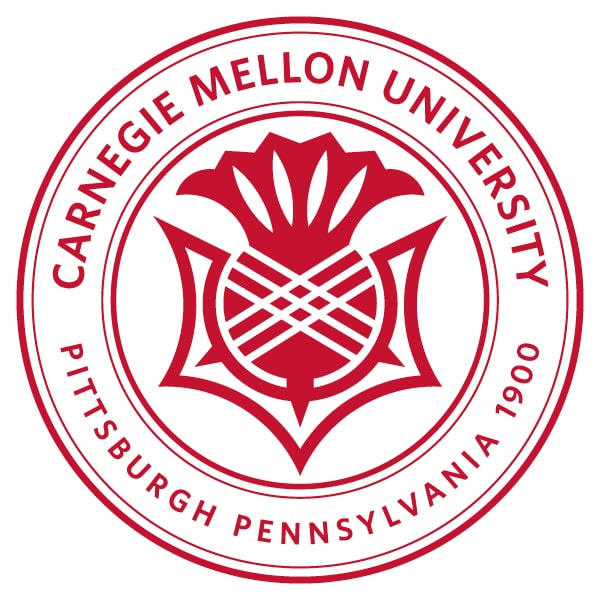 CARNEGIE MELLON UNIVERSITY
PITTSBURGH PENNSYLVANIA 1900